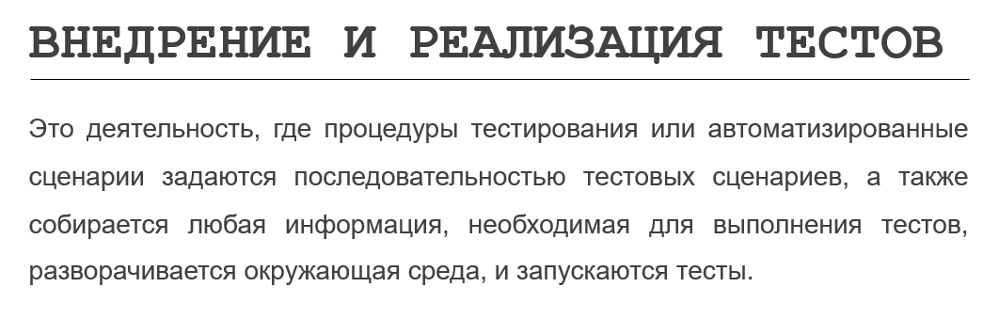 ВНЕДРЕНИЕ И РЕАЛИЗАЦИЯ ТЕСТОВ
Это деятельность, где процедуры тестирования или автоматизированные
сценарии задаются последовательностью тестовых сценариев, а также
собирается любая информация, необходимая для выполнения тестов,
разворачивается окружающая среда, и запускаются тесты.